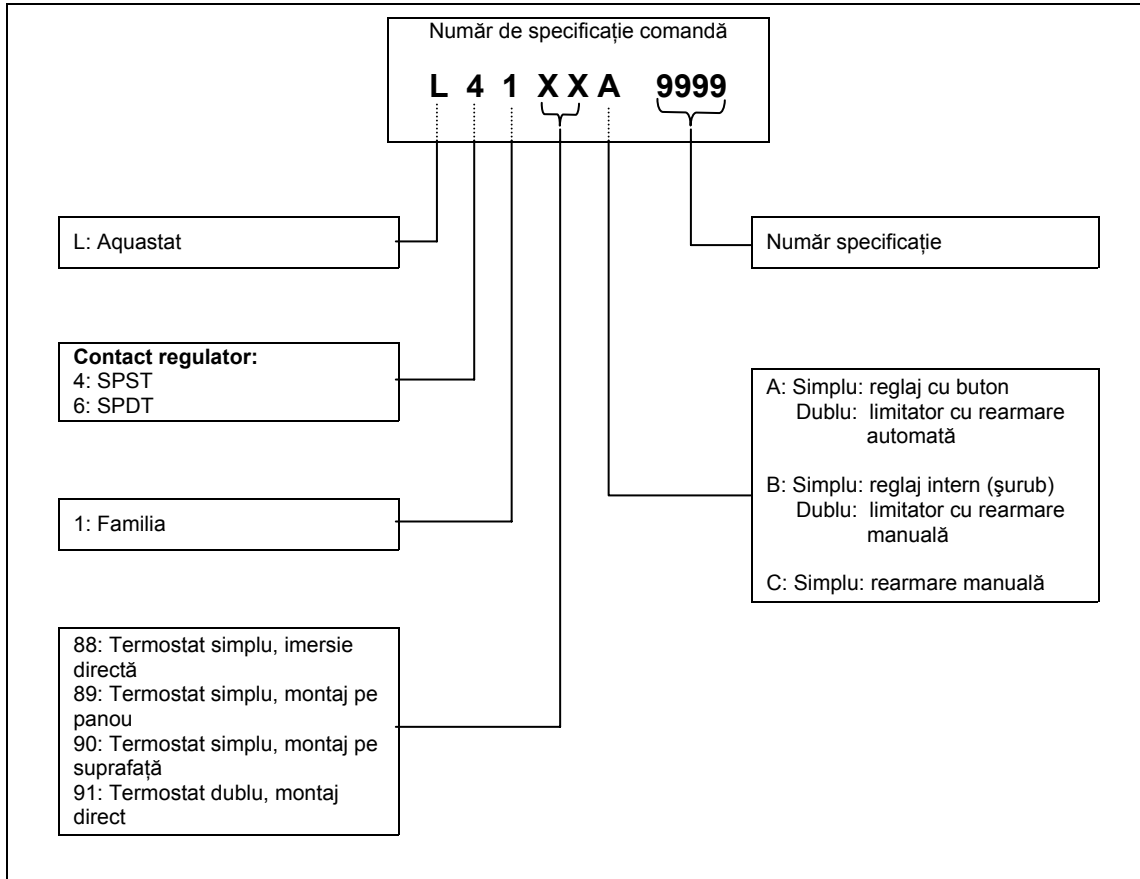 Număr de specificație comandă
L 4 1 X X A 9999
L: Aquastat
Contact regulator:
4: SPST
6: SPDT
1: Familia
88: Termostat simplu, imersie
directă
89: Termostat simplu, montaj pe
panou
90: Termostat simplu, montaj pe
suprafață
91: Termostat dublu, montaj
direct
Număr specificație
A: Simplu: reglaj cu buton
Dublu: limitator cu rearmare
automată
B: Simplu: reglaj intern (şurub)
Dublu: limitator cu rearmare
manuală
C: Simplu: rearmare manuală